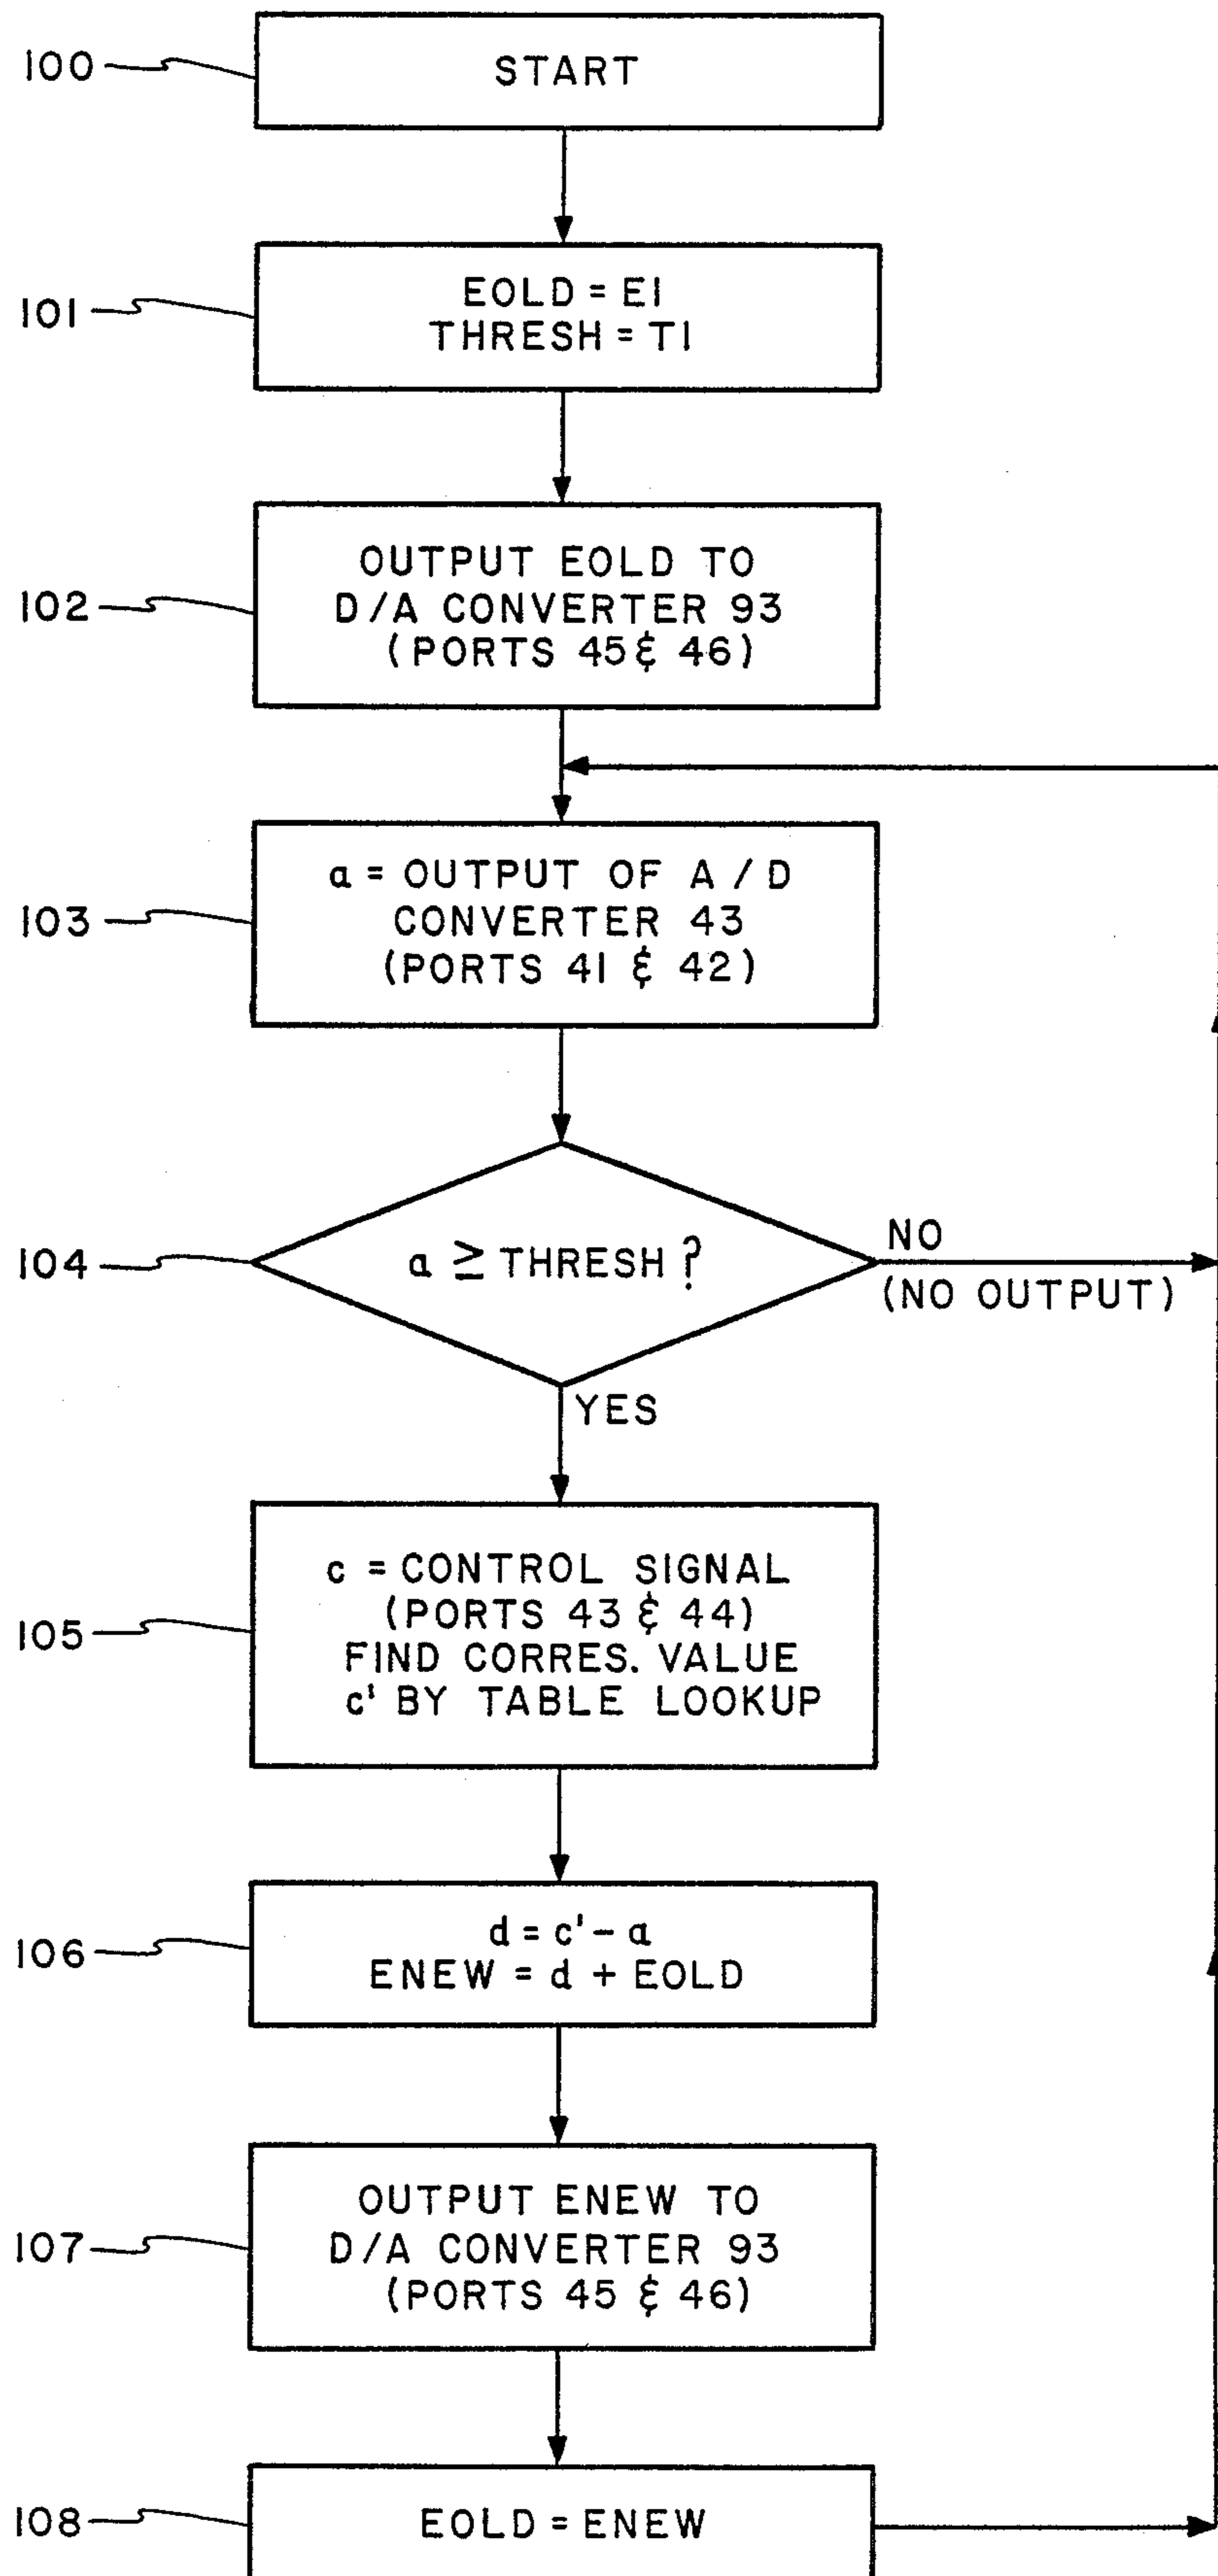 100
START
101
EOLD = E1
THRESH = T1
102
OUTPUT EOLD TO
D/A CONVERTER 93
(PORTS 45 & 46)
103
a = OUTPUT OF A / D
CONVERTER 43
(PORTS 41 & 42)
104
a ≥ THRESH ?
NO
(NO OUTPUT)
YES
105
c = CONTROL SIGNAL
(PORTS 43 & 44)
FIND CORRES. VALUE
c' BY TABLE LOOKUP
106
d = c' - a
ENEW = d + EOLD
107
OUTPUT ENEW TO
D/A CONVERTER 93
(PORTS 45 & 46)
108
EOLD = ENEW